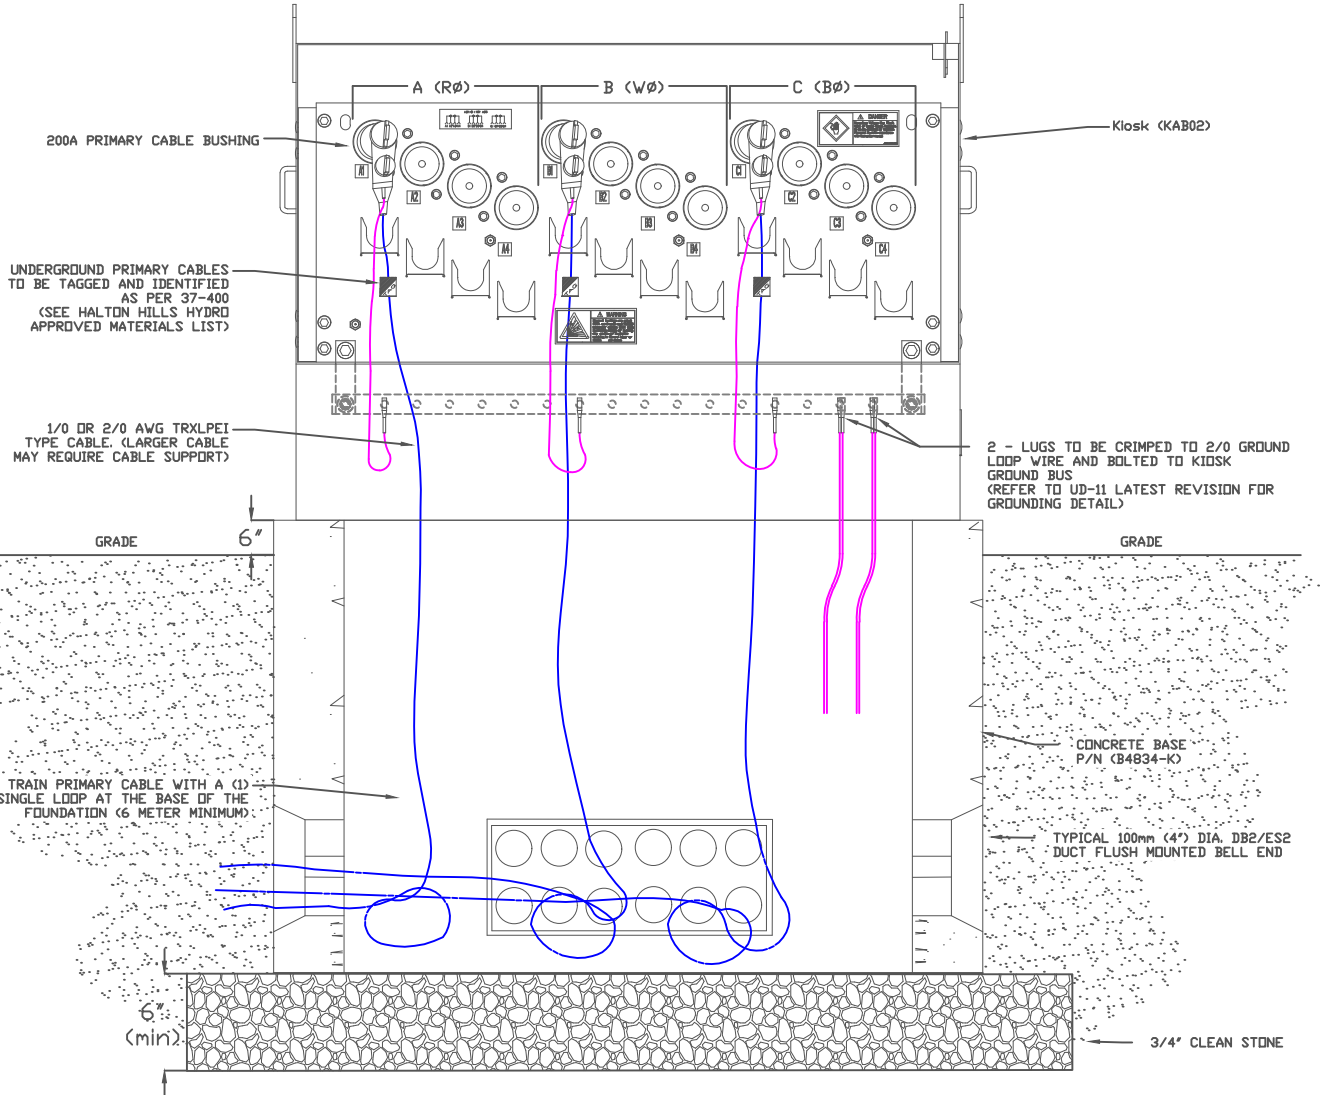 A (RØ)
B (WØ)
C (BØ)
200A PRIMARY CABLE BUSHING
Kiosk (KAB02)
DANGER
A1
A2
A3
A4
B1
B2
B3
B4
C1
C2
C3
C4
UNDERGROUND PRIMARY CABLES
TO BE TAGGED AND IDENTIFIED
AS PER 37-400
(SEE HALTON HILLS HYDRO
APPROVED MATERIALS LIST)
WARNING
1/0 OR 2/0 AWG TRXLPEI
TYPE CABLE. (LARGER CABLE
MAY REQUIRE CABLE SUPPORT)
2 - LUGS TO BE CRIMPED TO 2/0 GROUND
LOOP WIRE AND BOLTED TO KIOSK
GROUND BUS
(REFER TO UD-11 LATEST REVISION FOR
GROUNDING DETAIL)
GRADE
6"
GRADE
CONCRETE BASE
P/N (B4834-K)
TRAIN PRIMARY CABLE WITH A (1)
SINGLE LOOP AT THE BASE OF THE
FOUNDATION (6 METER MINIMUM)
TYPICAL 100mm (4") DIA. DB2/ES2
DUCT FLUSH MOUNTED BELL END
6"
(min)
3/4" CLEAN STONE